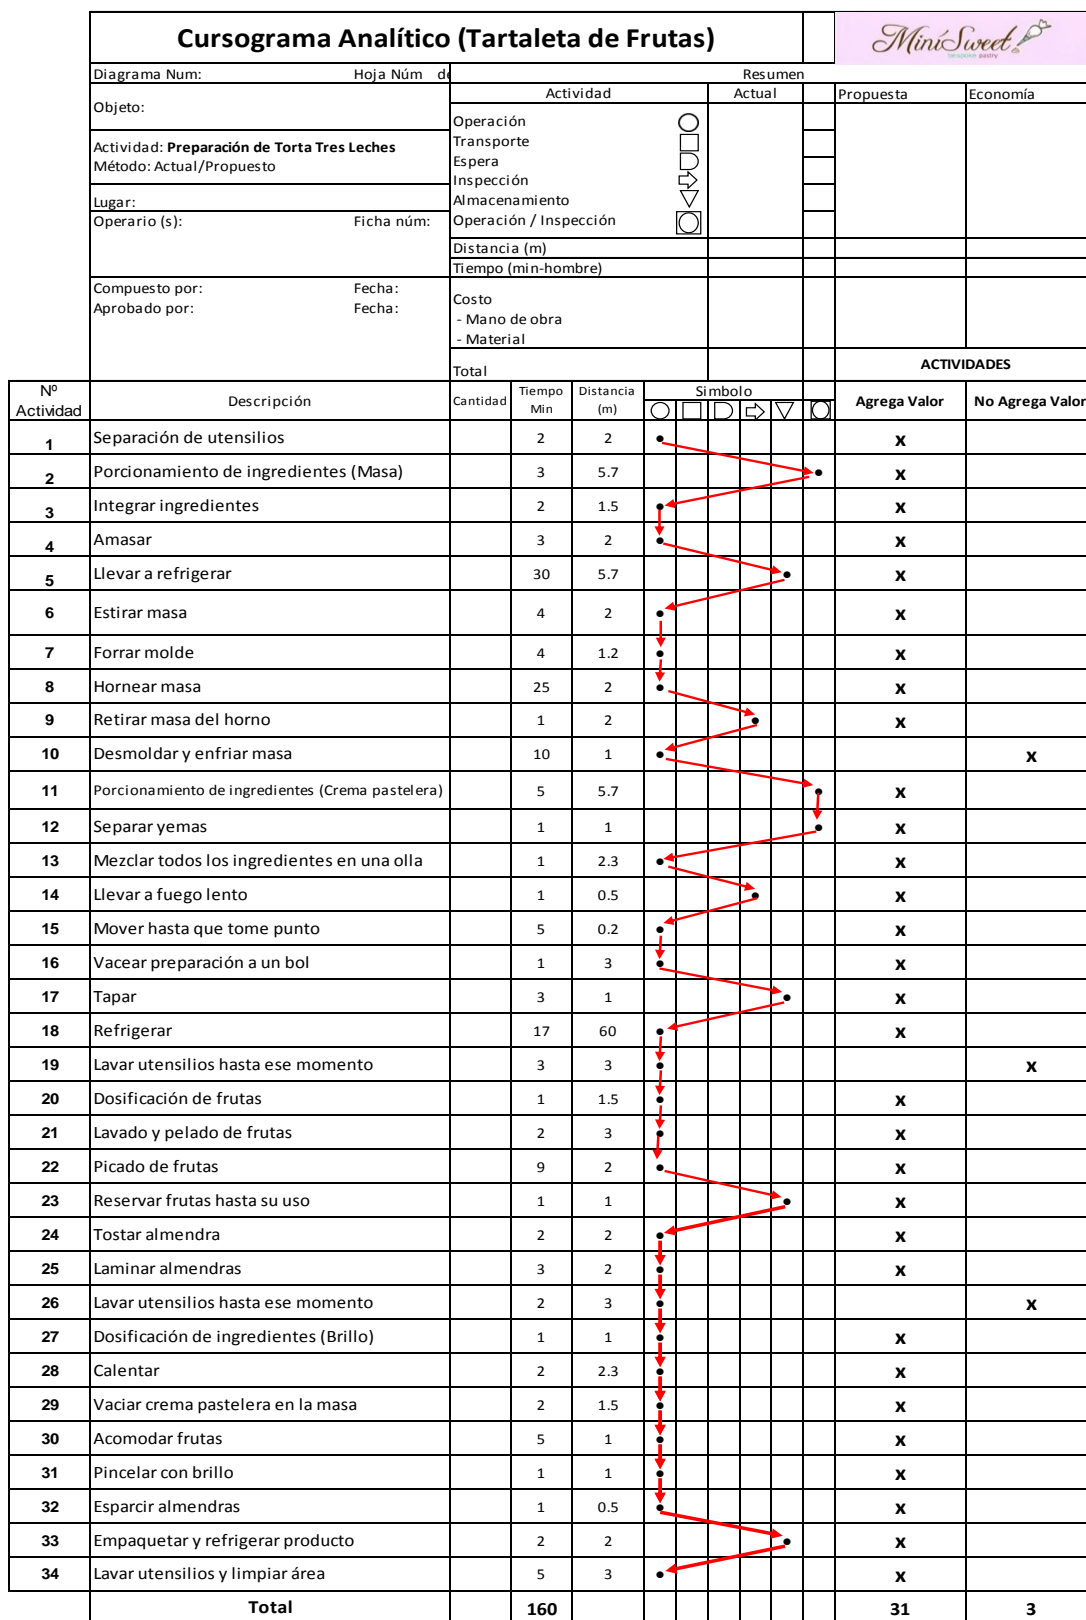 Cursograma Analítico (Tartaleta de Frutas)
MiniSweet
pastry
Diagrama Num: Hoja Núm de
Resumen
Objeto:
Actividad Actual Propuesta Economía
Operación
Actividad: Preparación de Torta Tres Leches
Transporte
Método: Actual/Propuesto
Espera
Inspección
Lugar:
Almacenamiento
Operario (s): Ficha núm:
Operación / Inspección
Distancia (m)
Tiempo (min-hombre)
Compuesto por: Fecha:
Aprobado por: Fecha:
Costo
- Mano de obra
- Material
Total
ACTIVIDADES
Nº Actividad Descripción Cantidad Tiempo Min Distancia (m) Simbolo Agrega Valor No Agrega Valor
1 Separación de utensilios 2 2 x
2 Porcionamiento de ingredientes (Masa) 3 5.7 x
3 Integrar ingredientes 2 1.5 x
4 Amasar 3 2 x
5 Llevar a refrigerar 30 5.7 x
6 Estirar masa 4 2 x
7 Forrar molde 4 1.2 x
8 Hornear masa 25 2 x
9 Retirar masa del horno 1 2 x
10 Desmoldar y enfriar masa 10 1 x
11 Porcionamiento de ingredientes (Crema pastelera) 5 5.7 x
12 Separar yemas 1 1 x
13 Mezclar todos los ingredientes en una olla 1 2.3 x
14 Llevar a fuego lento 1 0.5 x
15 Mover hasta que tome punto 5 0.2 x
16 Vacear preparación a un bol 1 3 x
17 Tapar 3 1 x
18 Refrigerar 17 60 x
19 Lavar utensilios hasta ese momento 3 3 x
20 Dosificación de frutas 1 1.5 x
21 Lavado y pelado de frutas 2 3 x
22 Picado de frutas 9 2 x
23 Reservar frutas hasta su uso 1 1 x
24 Tostar almendra 2 2 x
25 Laminar almendras 3 2 x
26 Lavar utensilios hasta ese momento 2 3 x
27 Dosificación de ingredientes (Brillo) 1 1 x
28 Calentar 2 2.3 x
29 Vaciar crema pastelera en la masa 2 1.5 x
30 Acomodar frutas 5 1 x
31 Pincelar con brillo 1 1 x
32 Esparcir almendras 1 0.5 x
33 Empaquetar y refrigerar producto 2 2 x
34 Lavar utensilios y limpiar área 5 3 x
Total 160 31 3